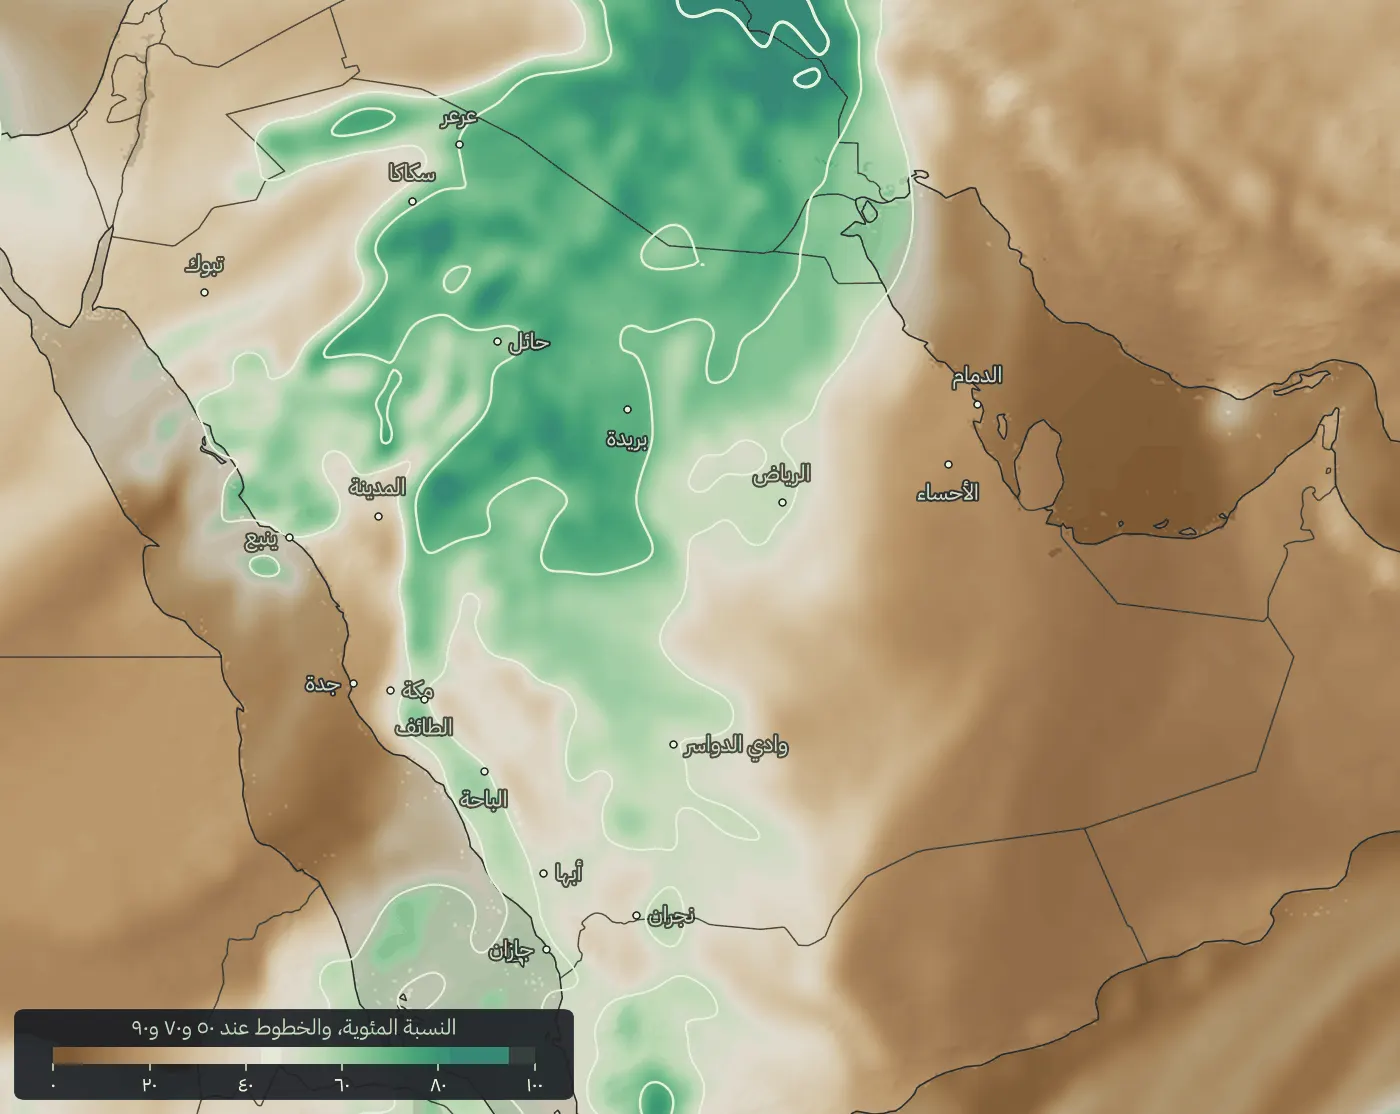 عرعر
سكاكا
تبوك
حائل
الدمام
بريدة
الرياض
المدينة
الأحساء
ينبع
جدة
مكة
الطائف
وادي الدواسر
الباحة
أبها
نجران
جازان
النسبة المئوية، والخطوط عند ٥٠ و٧٠ و٩٠
٠ ٢٠ ٤٠ ٦٠ ٨٠ ١٠٠